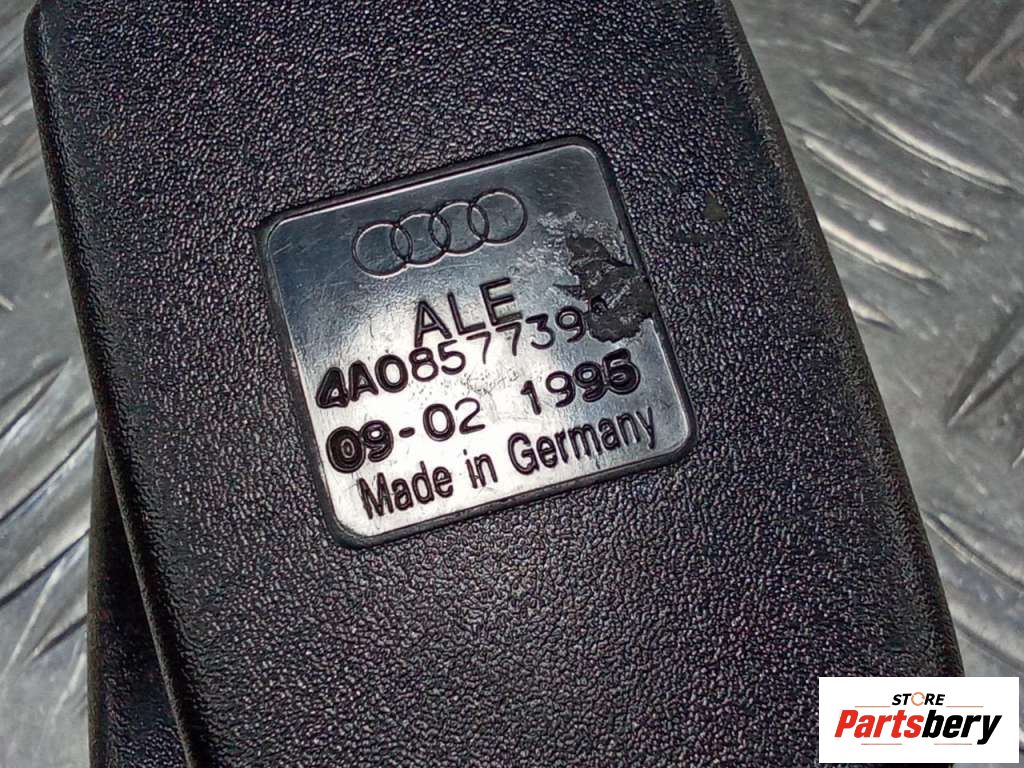 ALE
4A0857739
09-02 1995
Made in Germany
STORE
Partsbery